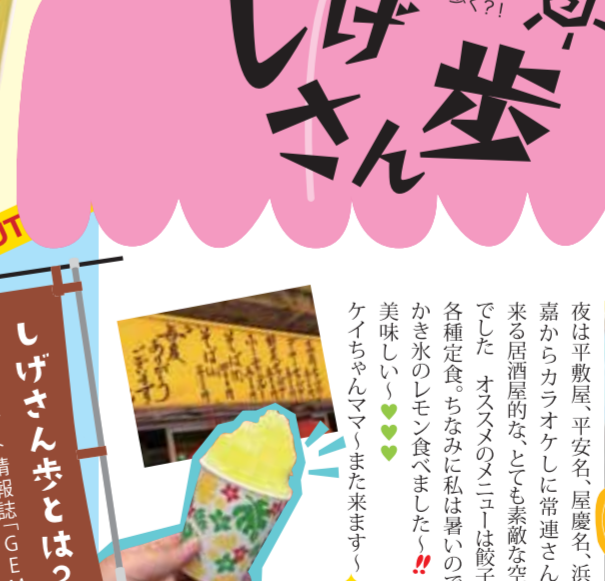 しげ
さん歩
夜は平敷屋、平安名、屋慶名、浜
嘉からカラオケしに常連さん
来る居酒屋的な、とても素敵な空
でした オススメのメニューは餃子
各種定食。ちなみに私は暑いので
かき氷のレモン食べました〜‼
美味しい〜💚💚💚
ケイちゃんママ〜また来ます〜
しげさん歩とは?
情報誌「GEN